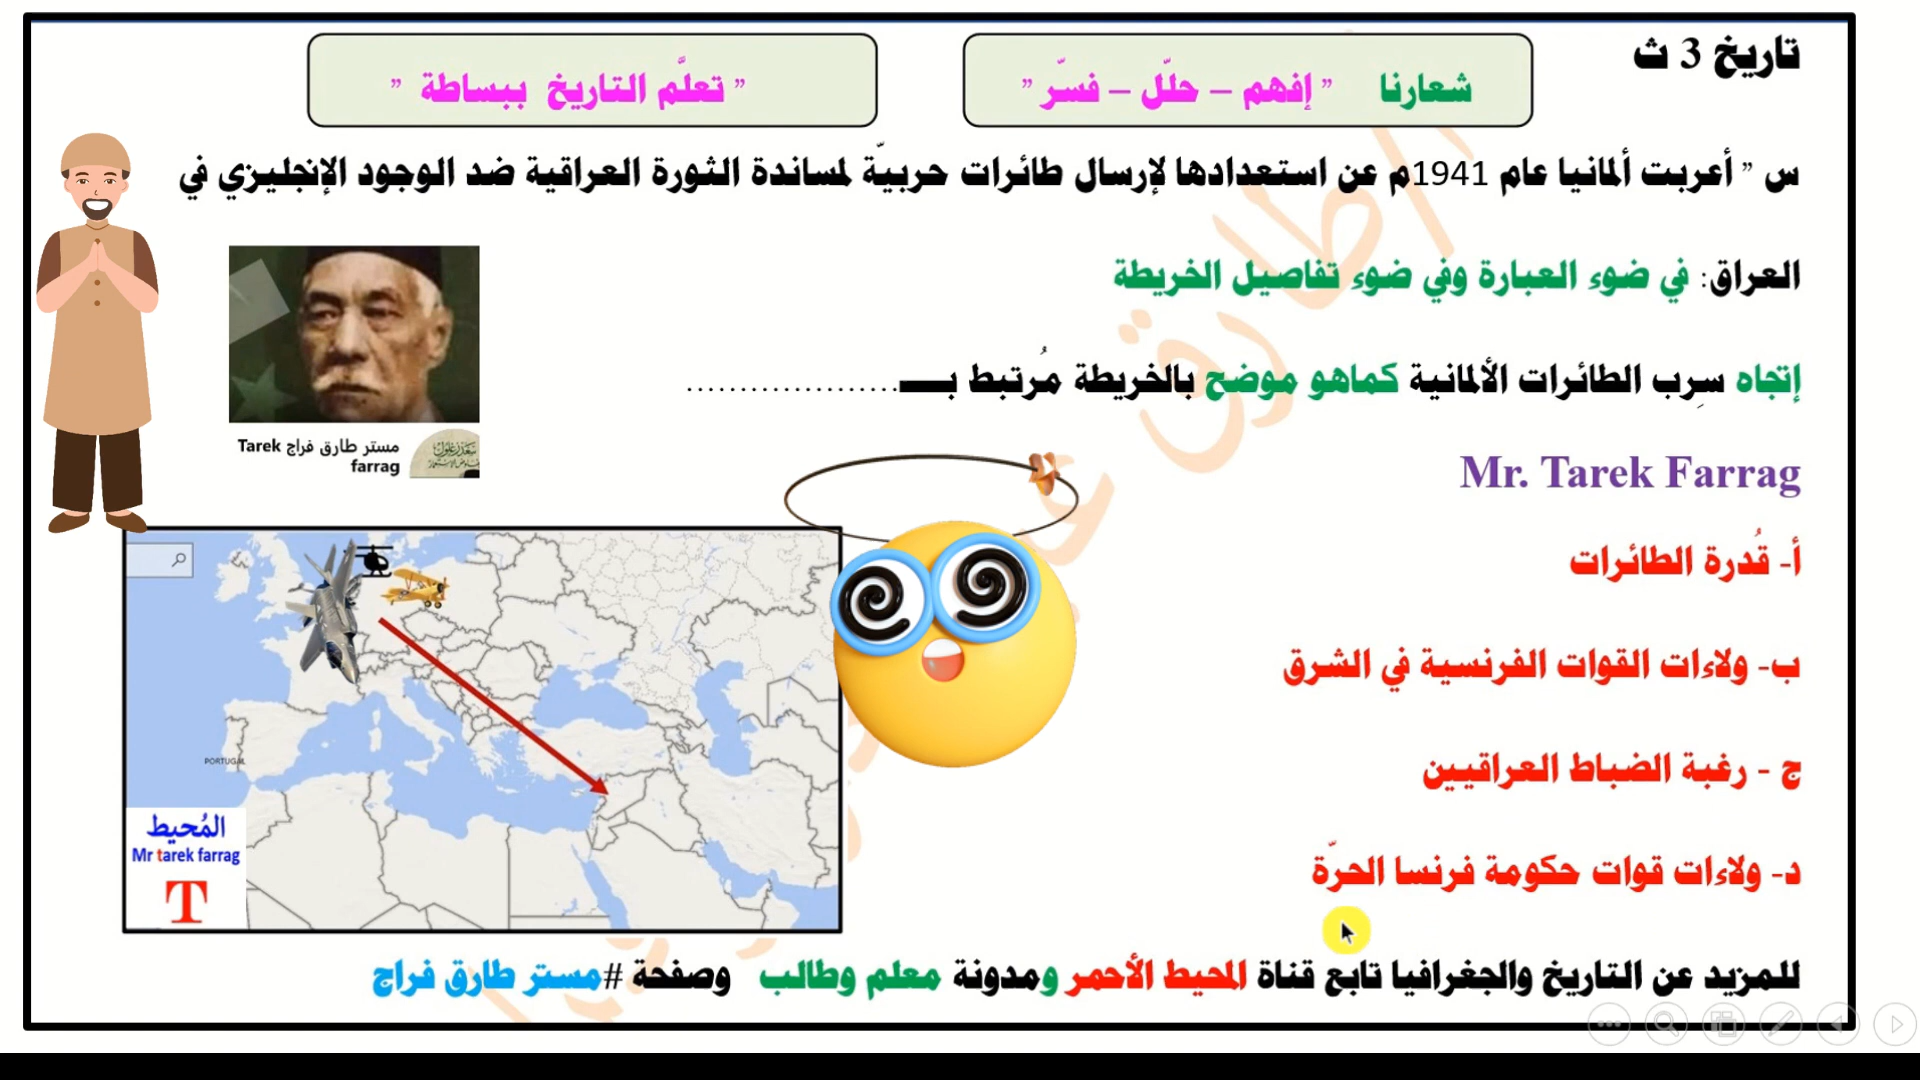 تاريخ 3 ث
شعارنا " إفهم – حلّل – فسّر "
" تعلَّم التاريخ ببساطة "
س " أعربت ألمانيا عام 1941م عن استعدادها لإرسال طائرات حربيّة لمساندة الثورة العراقية ضد الوجود الإنجليزي في
العراق: في ضوء العبارة وفي ضوء تفاصيل الخريطة
إتجاه سِرب الطائرات الألمانية كماهو موضح بالخريطة مُرتبط بـــــ...................
مستر طارق فراج Tarek
farrag
سعد زغلول
Mr. Tarek Farrag
أ- قُدرة الطائرات
ب- ولاءات القوات الفرنسية في الشرق
ج - رغبة الضباط العراقيين
د- ولاءات قوات حكومة فرنسا الحرّة
PORTUGAL
المُحيط
Mr tarek farrag
T
للمزيد عن التاريخ والجغرافيا تابع قناة المحيط الأحمر ومدونة معلم وطالب وصفحة #مستر طارق فراج